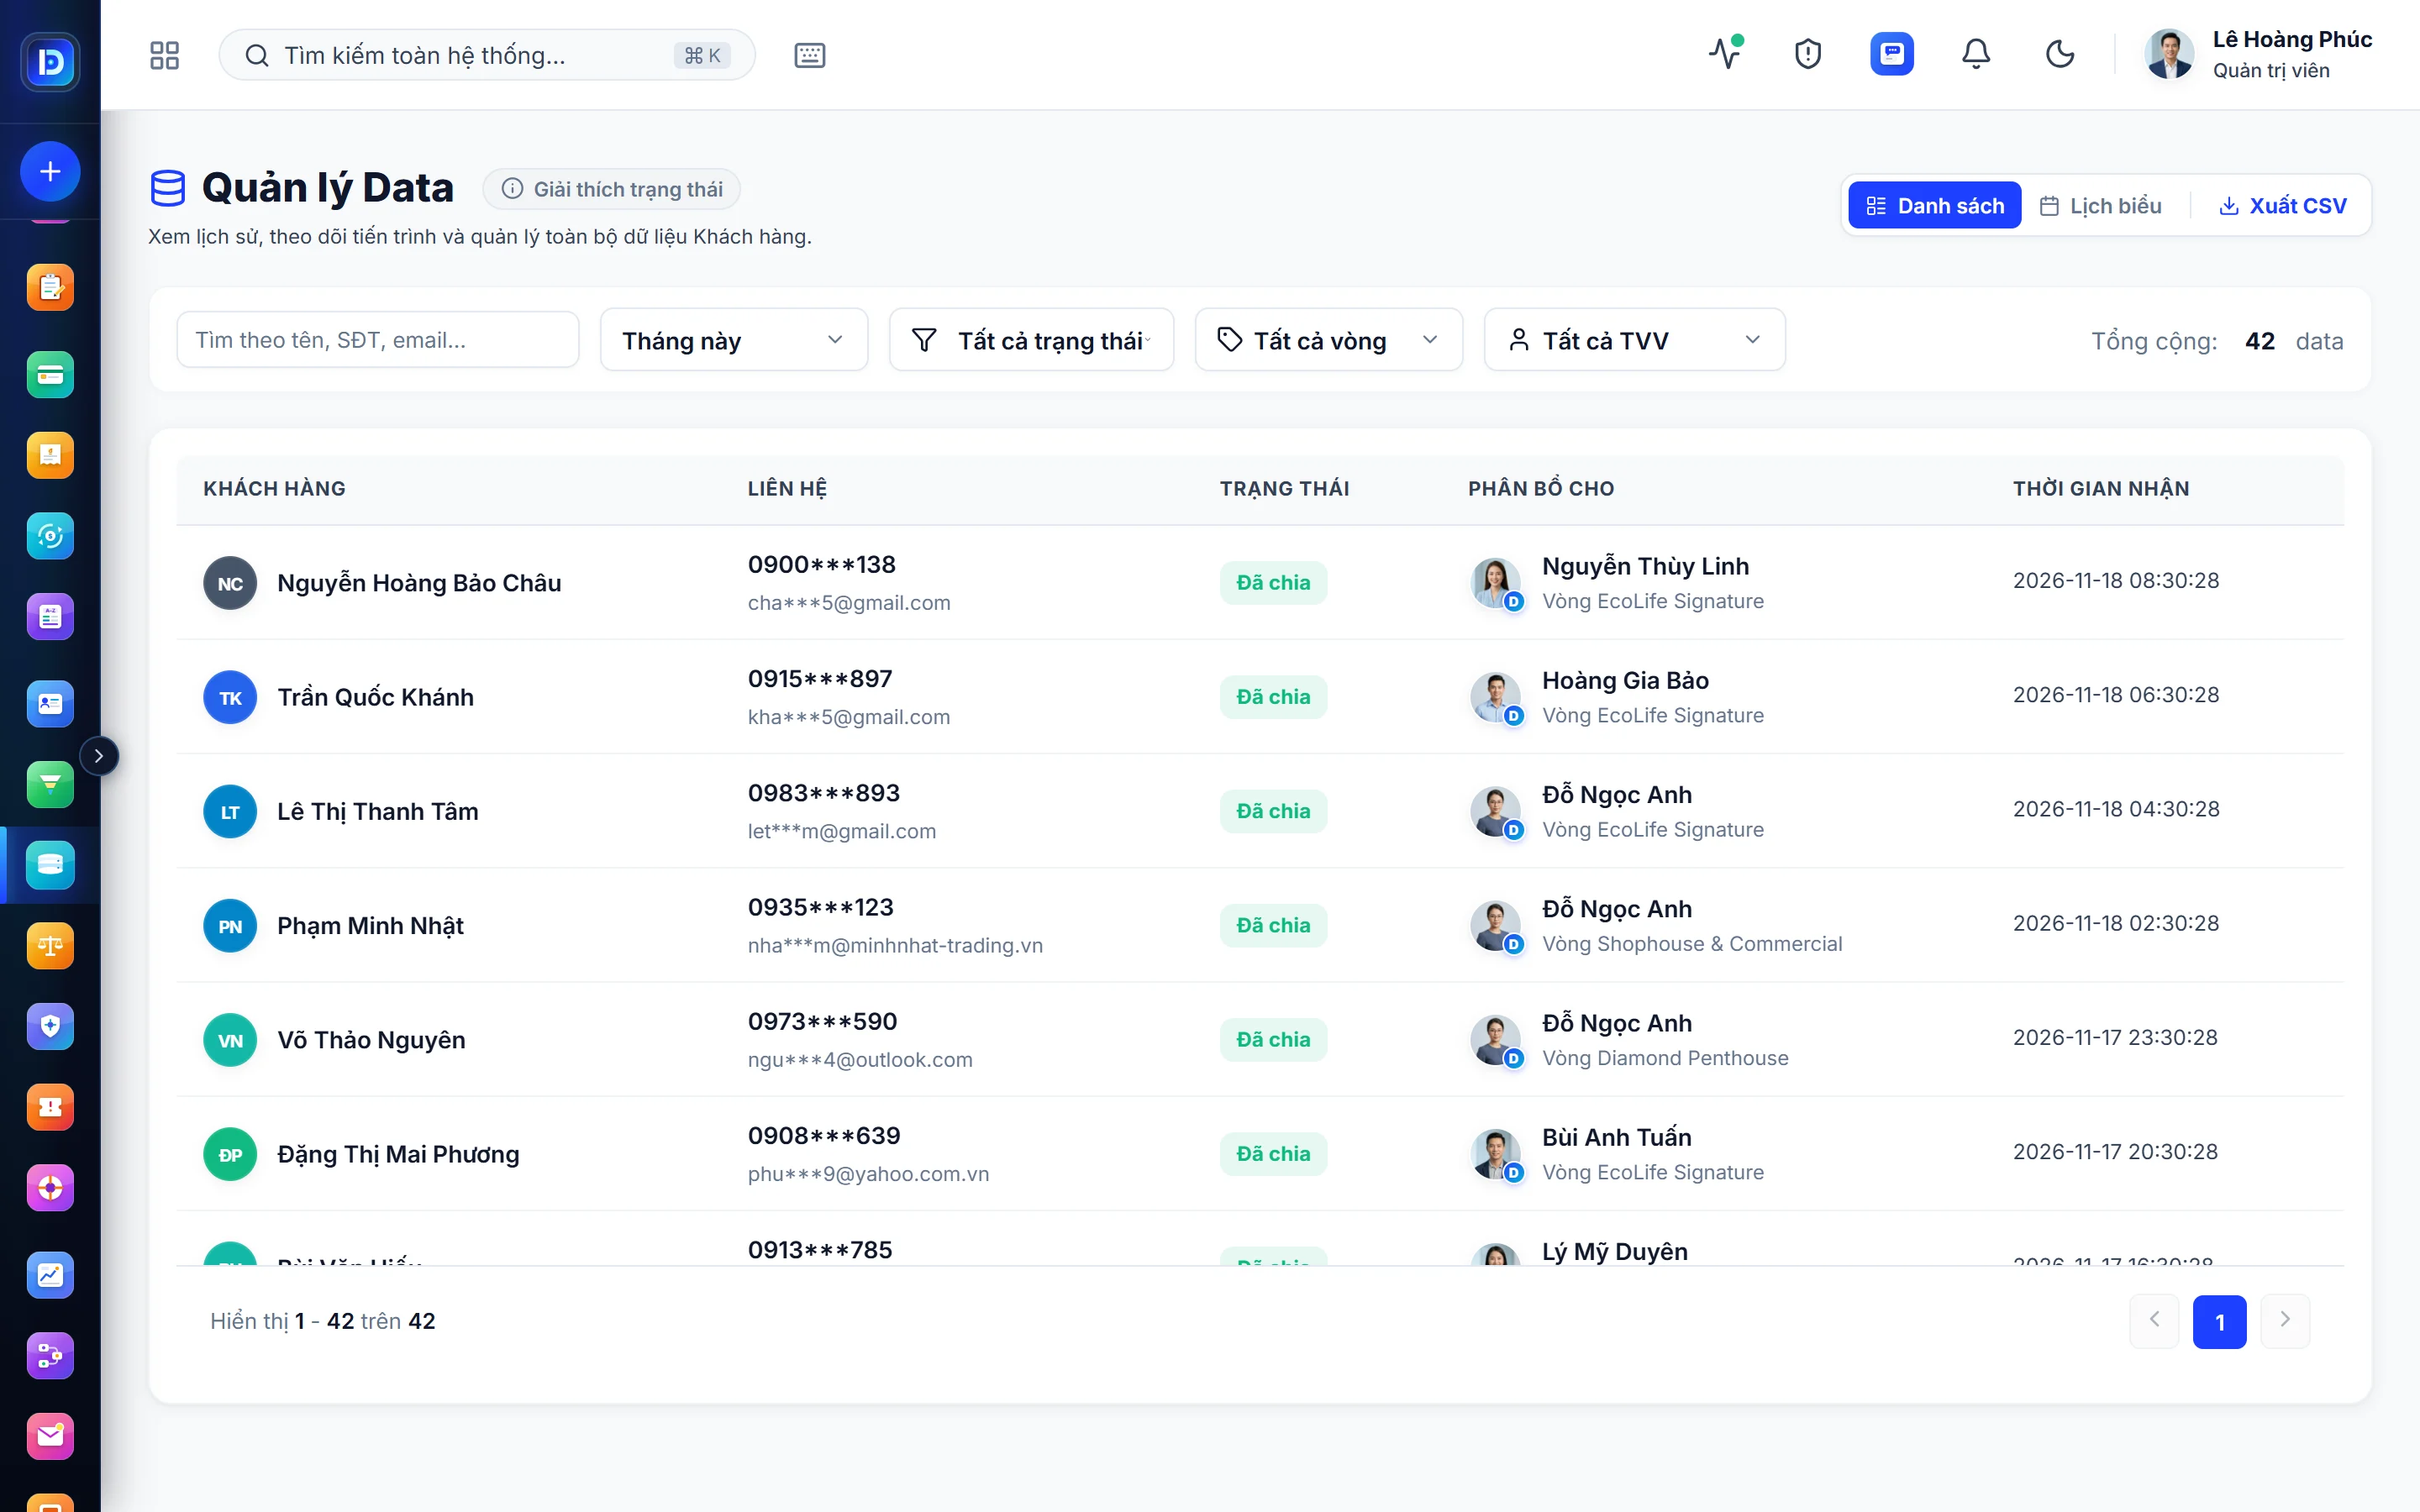 Tìm kiếm toàn hệ thống...
⌘ K
Lê Hoàng Phúc
Quản trị viên
Quản lý Data
Giải thích trạng thái
Xem lịch sử, theo dõi tiến trình và quản lý toàn bộ dữ liệu Khách hàng.
Danh sách
Lịch biểu
Xuất CSV
Tìm theo tên, SĐT, email...
Tháng này
Tất cả trạng thái
Tất cả vòng
Tất cả TVV
Tổng cộng: 42 data
KHÁCH HÀNG LIÊN HỆ TRẠNG THÁI PHÂN BỔ CHO THỜI GIAN NHẬN
NC Nguyễn Hoàng Bảo Châu
0900***138
cha***5@gmail.com
Đã chia
Nguyễn Thùy Linh
Vòng EcoLife Signature
2026-11-18 08:30:28
TK Trần Quốc Khánh
0915***897
kha***5@gmail.com
Đã chia
Hoàng Gia Bảo
Vòng EcoLife Signature
2026-11-18 06:30:28
LT Lê Thị Thanh Tâm
0983***893
let***m@gmail.com
Đã chia
Đỗ Ngọc Anh
Vòng EcoLife Signature
2026-11-18 04:30:28
PN Phạm Minh Nhật
0935***123
nha***m@minhnhat-trading.vn
Đã chia
Đỗ Ngọc Anh
Vòng Shophouse & Commercial
2026-11-18 02:30:28
VN Võ Thảo Nguyên
0973***590
ngu***4@outlook.com
Đã chia
Đỗ Ngọc Anh
Vòng Diamond Penthouse
2026-11-17 23:30:28
ĐP Đặng Thị Mai Phương
0908***639
phu***9@yahoo.com.vn
Đã chia
Bùi Anh Tuấn
Vòng EcoLife Signature
2026-11-17 20:30:28
0913***785
Lý Mỹ Duyên
Hiển thị 1 - 42 trên 42
1